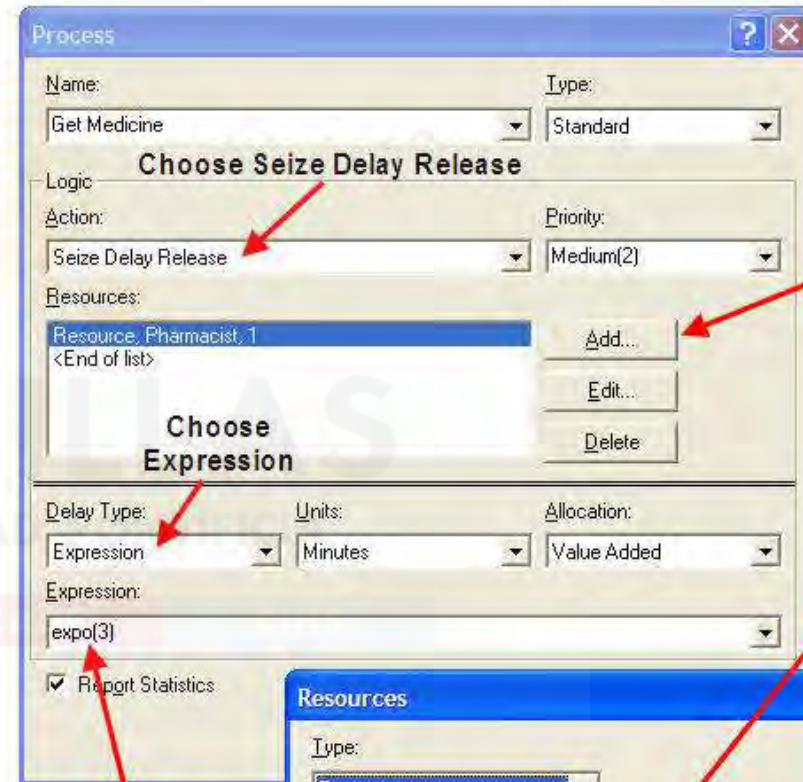 Process
Name: Type:
Get Medicine Standard
Choose Seize Delay Release
Logic
Action: Priority:
Seize Delay Release Medium(2)
Resources:
Resource, Pharmacist, 1
<End of list>
Add...
Edit...
Delete
Choose
Expression
Delay Type: Units: Allocation:
Expression Minutes Value Added
Expression:
expo(3)
Report Statistics
Resources
Type: